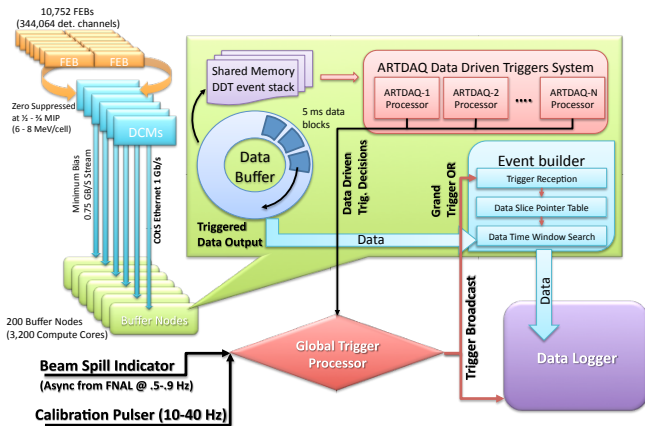 10,752 FEBs
(344,064 det. channels)
FEB
FEB
Zero Suppressed
at ½ - ⅔ MIP
(6 - 8 MeV/cell)
DCMs
Minimum Bias
0.75 GB/S Stream
COTS Ethernet 1 Gb/s
200 Buffer Nodes
(3,200 Compute Cores)
Buffer Nodes
Shared Memory
DDT event stack
5 ms data
blocks
Data
Buffer
Triggered
Data Output
Data
ARTDAQ Data Driven Triggers System
ARTDAQ-1
Processor
ARTDAQ-2
Processor
....
ARTDAQ-N
Processor
Data Driven
Trig. Decisions
Grand
Trigger OR
Event builder
Trigger Reception
Data Slice Pointer Table
Data Time Window Search
Data
Trigger Broadcast
Data Logger
Global Trigger
Processor
Beam Spill Indicator
(Async from FNAL @ .5-.9 Hz)
Calibration Pulser (10-40 Hz)